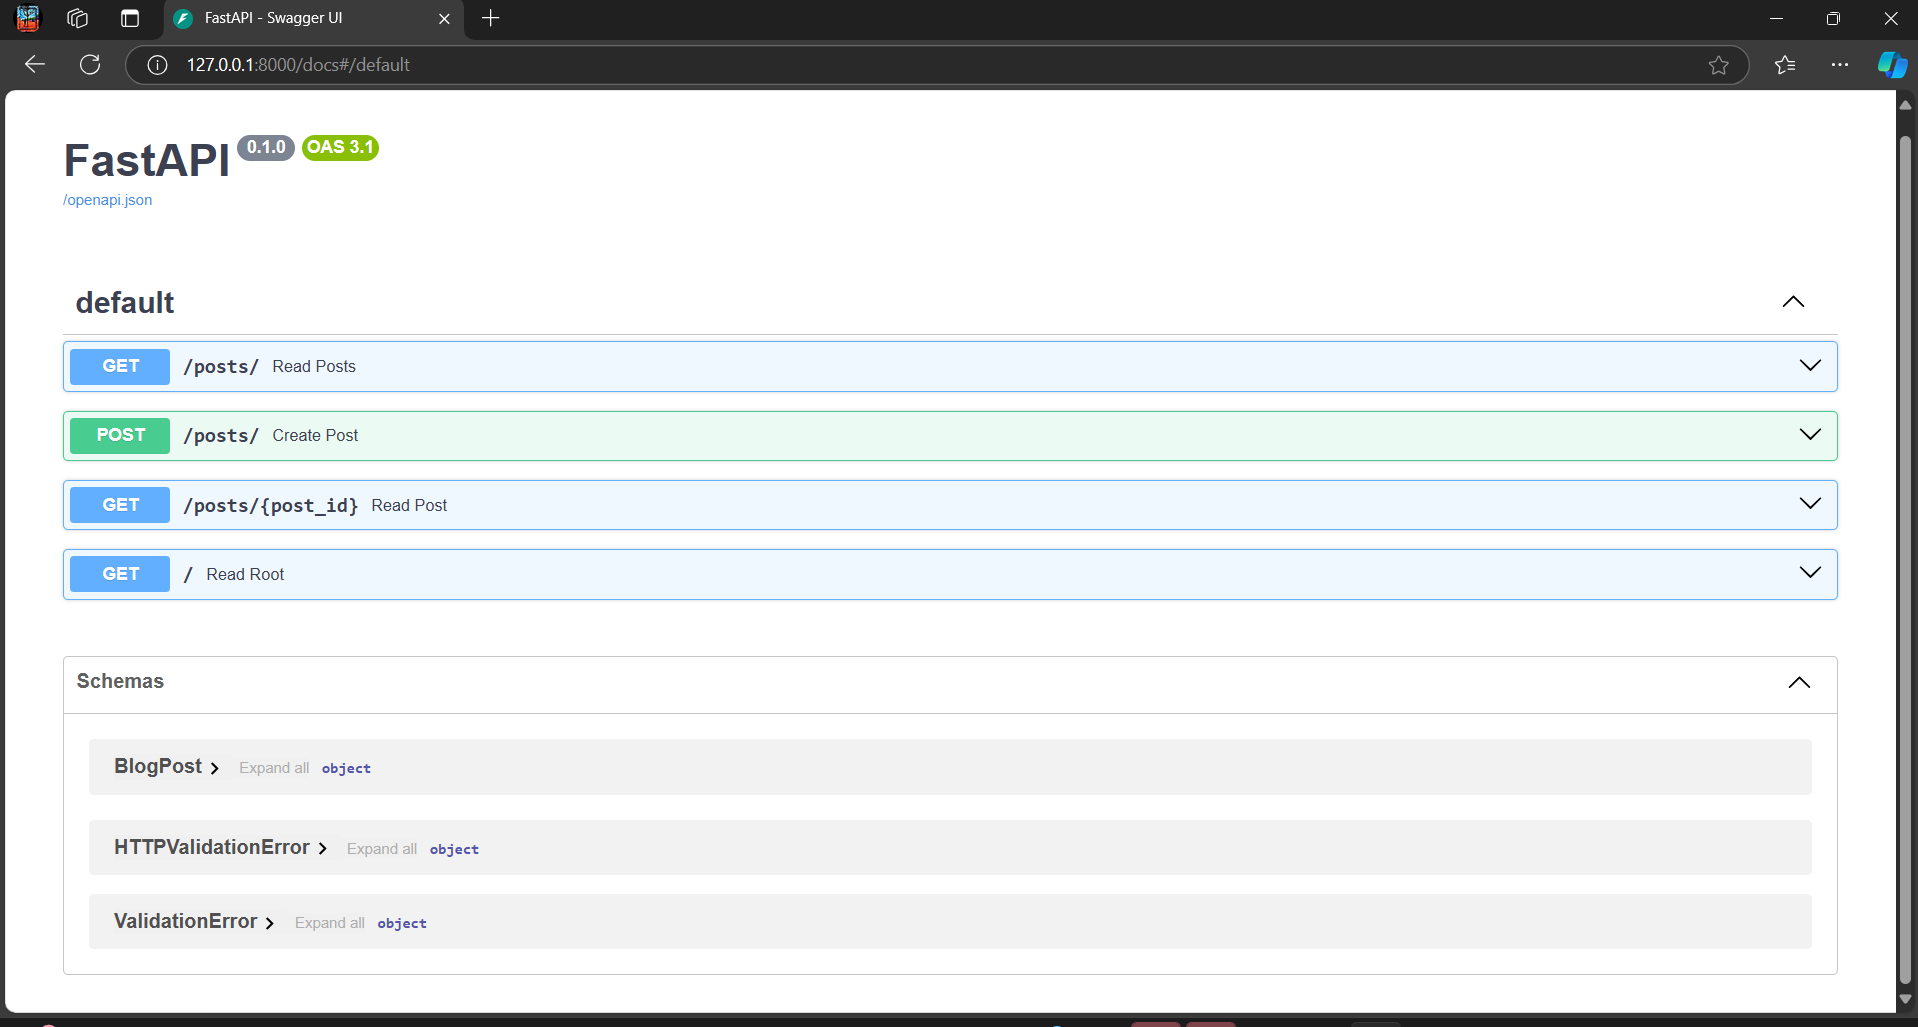 FastAPI - Swagger UI
127.0.0.1:8000/docs#/default
FastAPI 0.1.0 OAS 3.1
/openapi.json
default
GET /posts/ Read Posts
POST /posts/ Create Post
GET /posts/{post_id} Read Post
GET / Read Root
Schemas
BlogPost Expand all object
HTTPValidationError Expand all object
ValidationError Expand all object